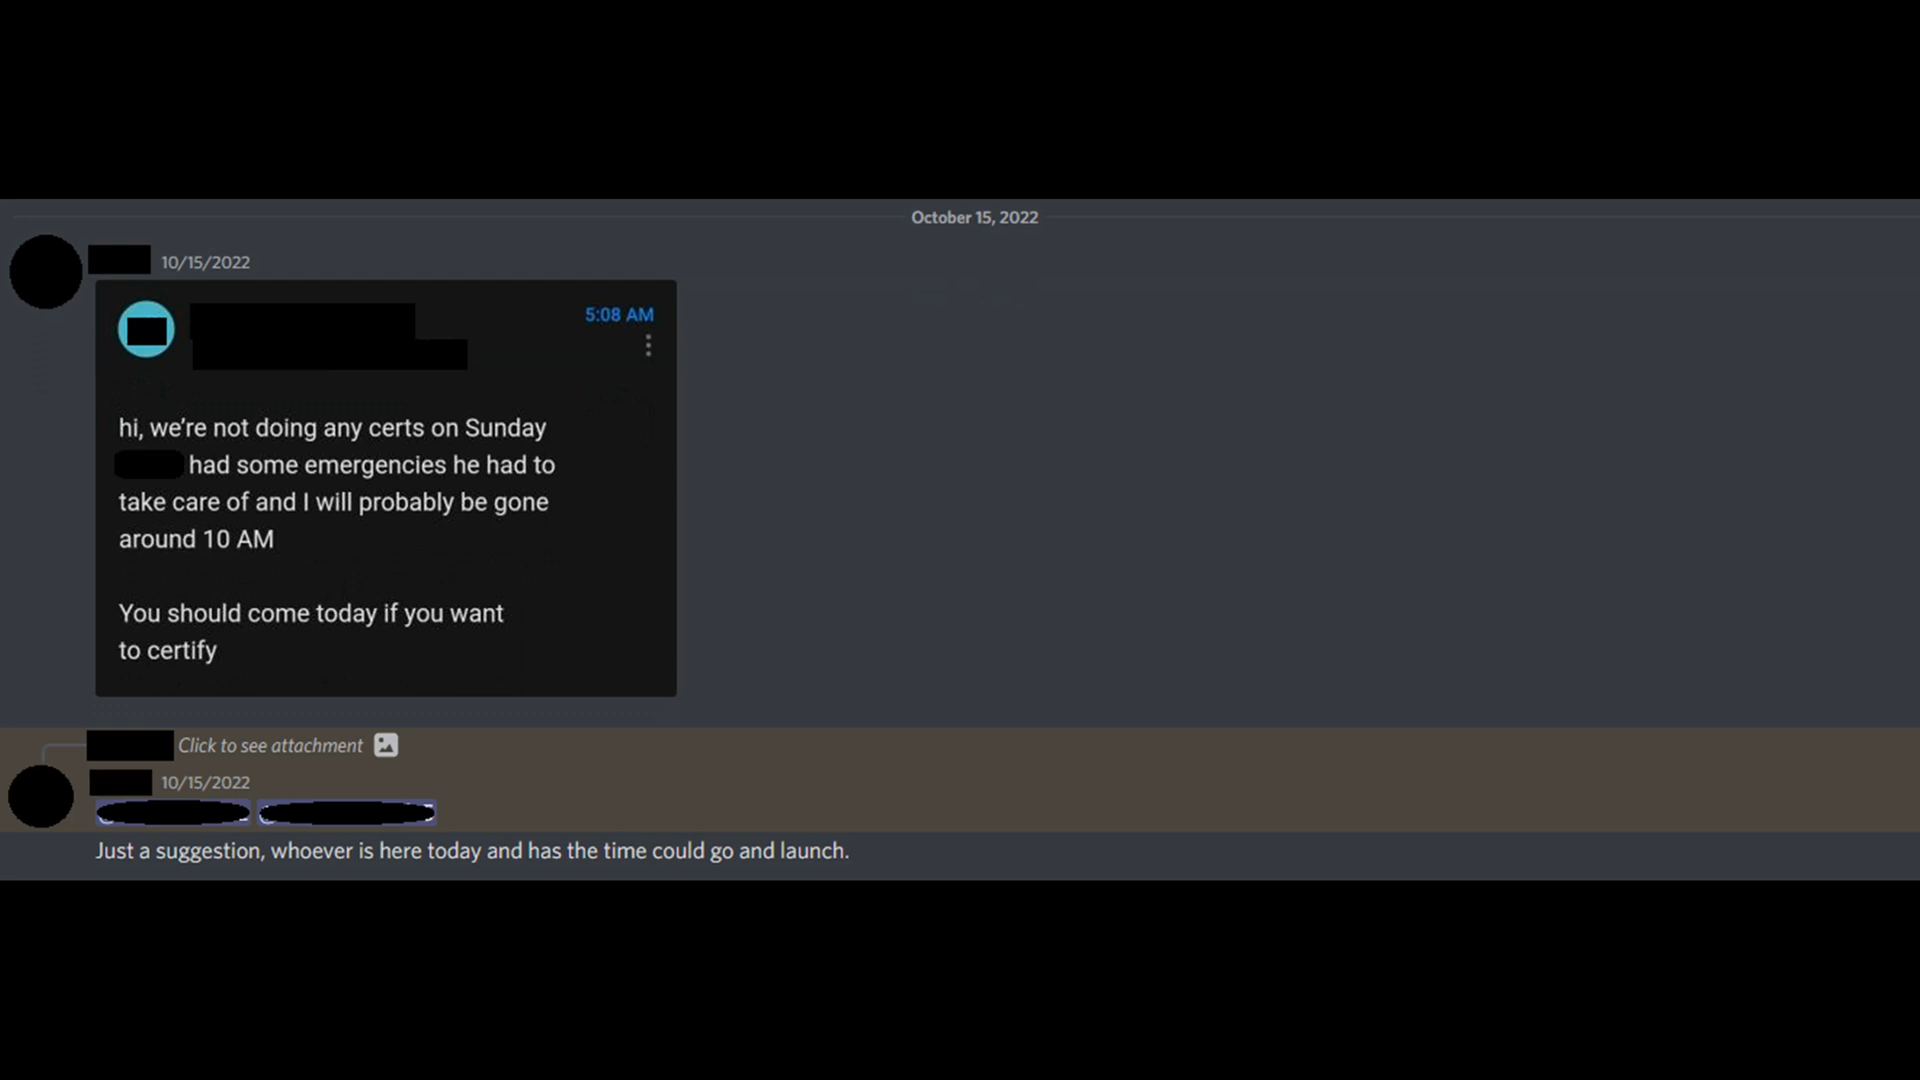 October 15, 2022
10/15/2022
5:08 AM
hi, we're not doing any certs on Sunday
had some emergencies he had to
take care of and I will probably be gone
around 10 AM
You should come today if you want
to certify
Click to see attachment
10/15/2022
Just a suggestion, whoever is here today and has the time could go and launch.